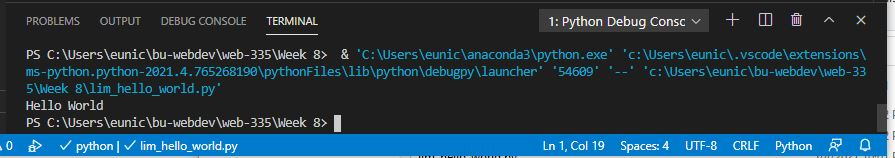 PROBLEMS OUTPUT DEBUG CONSOLE TERMINAL 1: Python Debug Consc
PS C:\Users\eunic\bu-webdev\web-335\Week 8> & 'C:\Users\eunic\anaconda3\python.exe' 'c:\Users\eunic\.vscode\extensions\
ms-python.python-2021.4.765268190\pythonFiles\lib\python\debugpy\launcher' '54609' '--' 'c:\Users\eunic\bu-webdev\web-33
5\Week 8\lim_hello_world.py'
Hello World
PS C:\Users\eunic\bu-webdev\web-335\Week 8>
0 python | lim_hello_world.py Ln 1, Col 19 Spaces: 4 UTF-8 CRLF Python